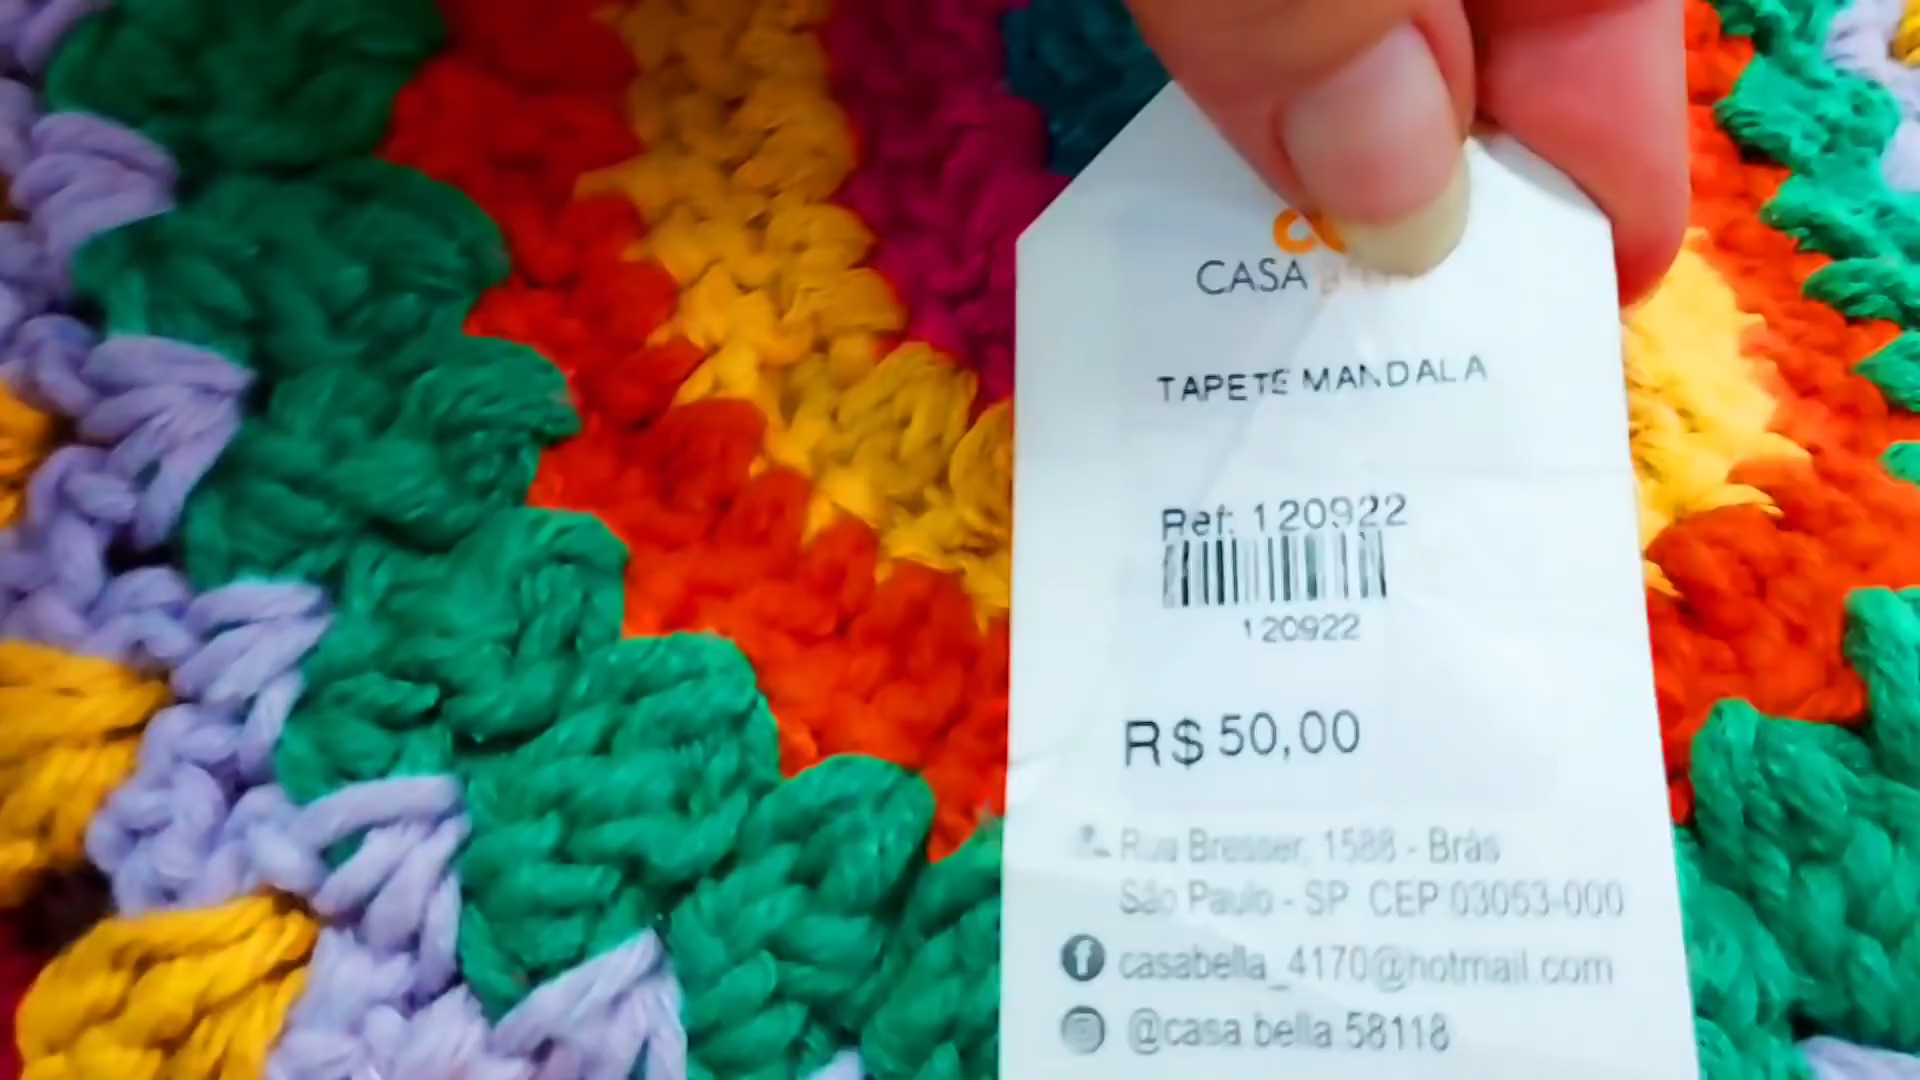 CASA
TAPETE MANDALA
Ref: 120922
120922
R$ 50,00
Rua Bresser, 1588 - Brás
São Paulo - SP CEP 03053-000
casabella_4170@hotmail.com
@casa.bella.58118